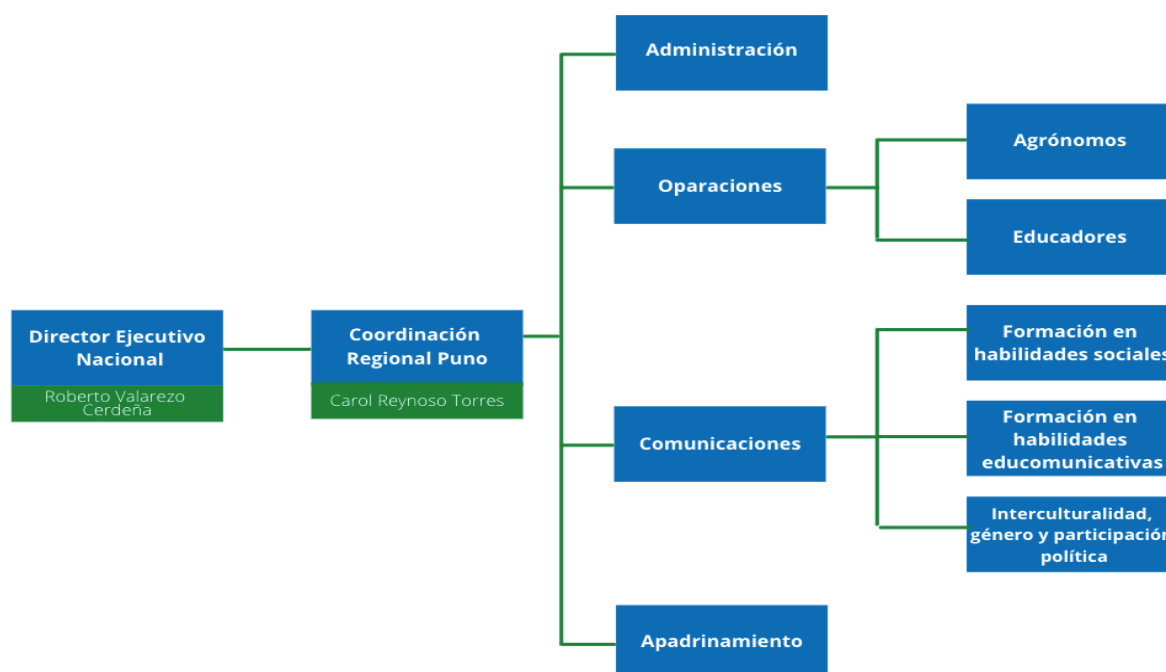 Director Ejecutivo
Nacional
Roberto Valarezo
Cerdeña
Coordinación
Regional Puno
Carol Reynoso Torres
Administración
Oparaciones
Agrónomos
Educadores
Comunicaciones
Formación en
habilidades sociales
Formación en
habilidades
educomunicativas
Interculturalidad,
género y participación
política
Apadrinamiento